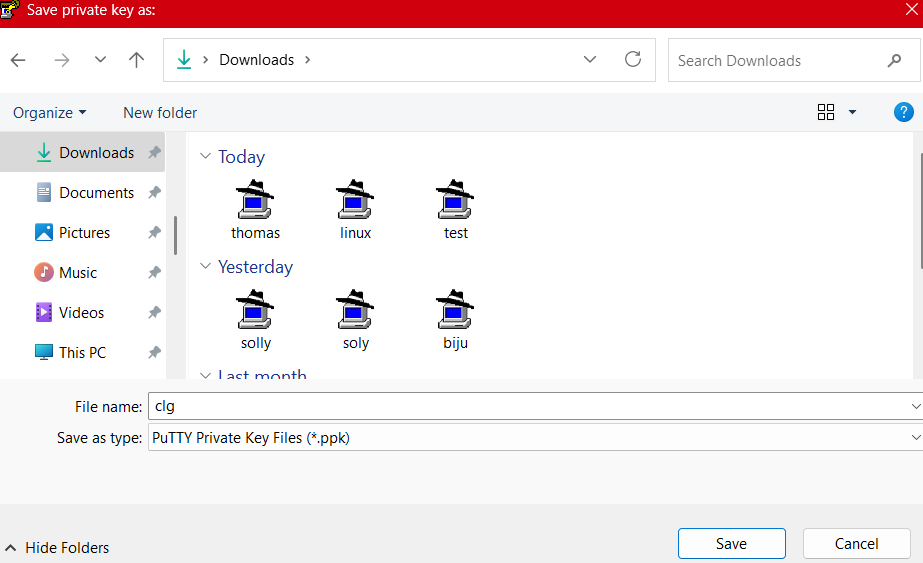 Save private key as:
Downloads
Search Downloads
Organize
New folder
?
Downloads
Documents
Pictures
Music
Videos
This PC
Today
thomas linux test
Yesterday
solly soly biju
Last month
File name: clg
Save as type: PuTTY Private Key Files (*.ppk)
Hide Folders
Save
Cancel